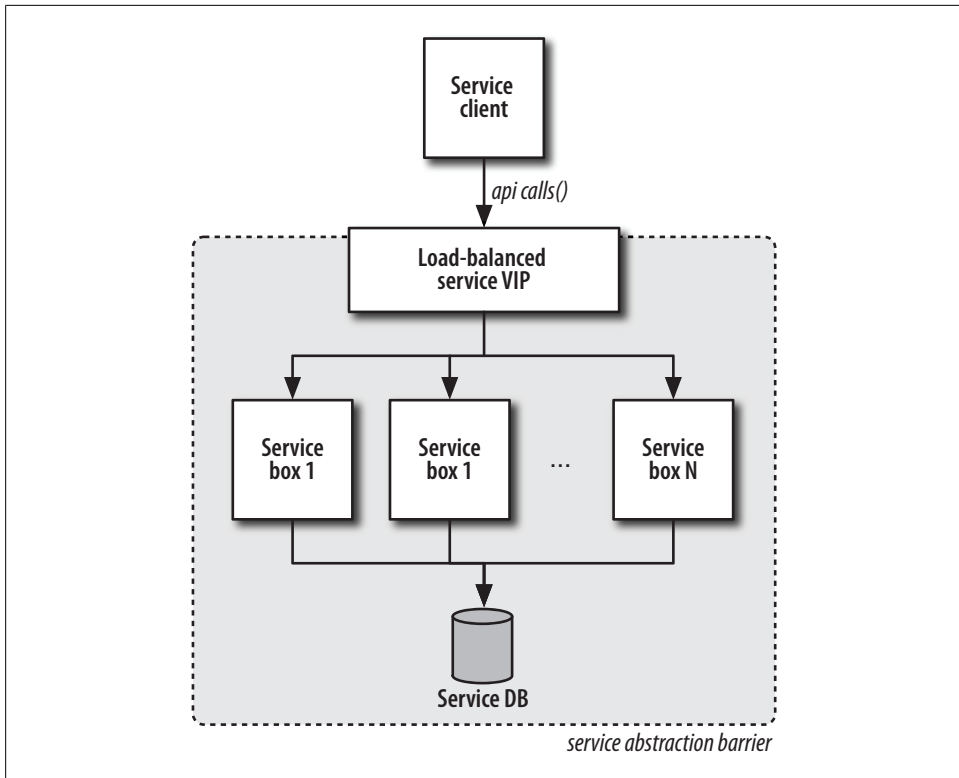 Service
client
api calls()
Load-balanced
service VIP
Service
box 1
Service
box 1
...
Service
box N
Service DB
service abstraction barrier